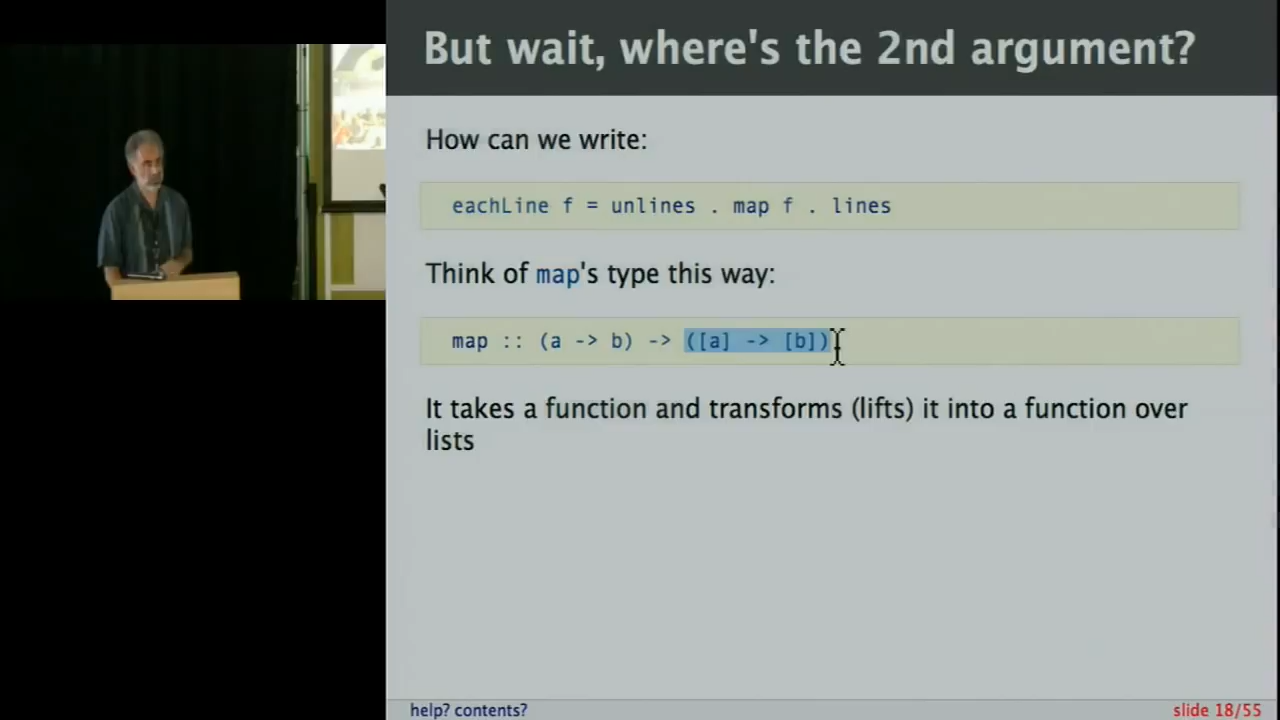 But wait, where's the 2nd argument?
How can we write:
eachLine f = unlines . map f . lines
Think of map's type this way:
map :: (a -> b) -> ([a] -> [b])
It takes a function and transforms (lifts) it into a function over
lists
help? contents?
slide 18/55